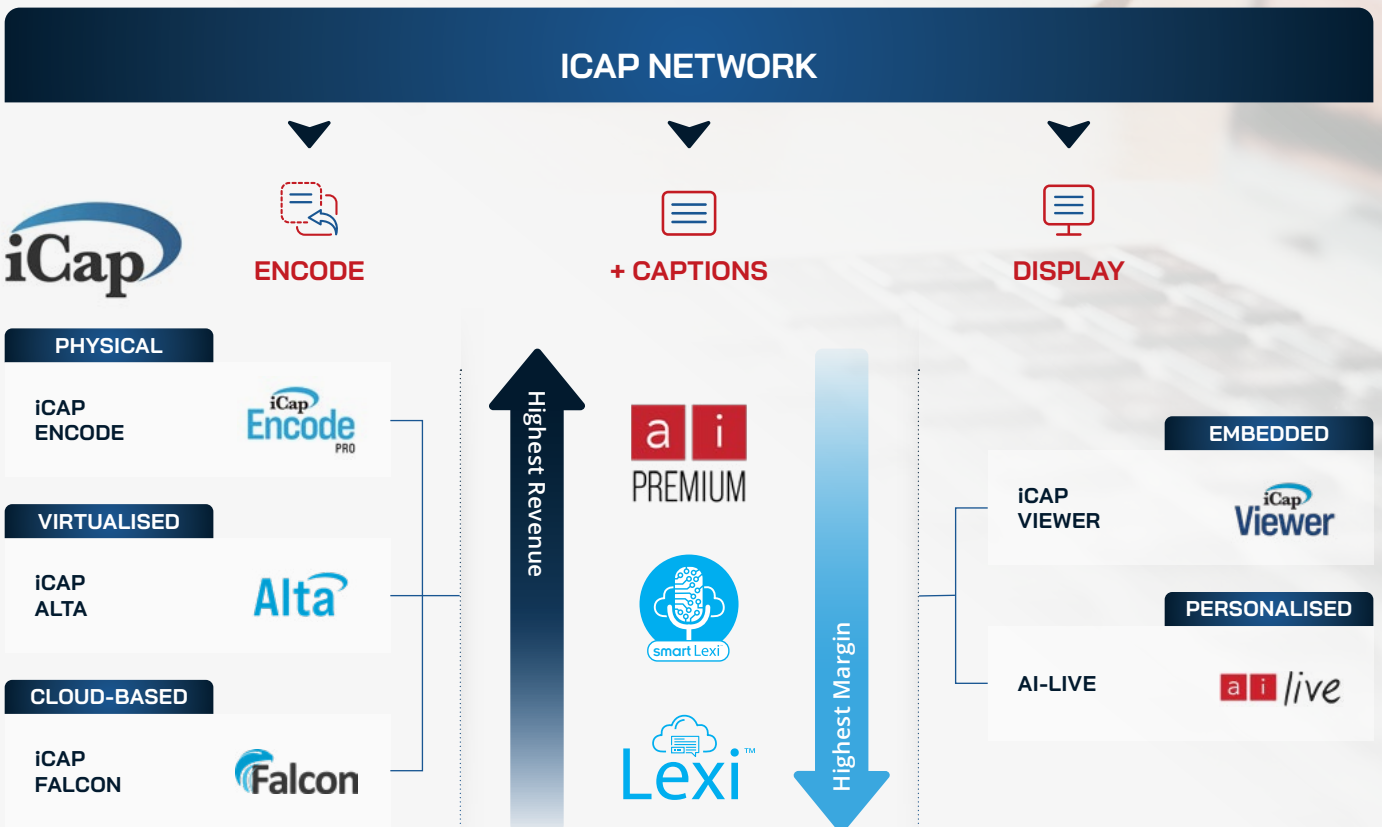 ICAP NETWORK
iCap
ENCODE
+ CAPTIONS
DISPLAY
PHYSICAL
iCAP
ENCODE
iCap
Encode
PRO
VIRTUALISED
iCAP
ALTA
Alta
CLOUD-BASED
iCAP
FALCON
Falcon
Highest Revenue
a i
PREMIUM
smart Lexi
Lexi™
Highest Margin
EMBEDDED
iCAP
VIEWER
iCap
Viewer
PERSONALISED
AI-LIVE
a i live